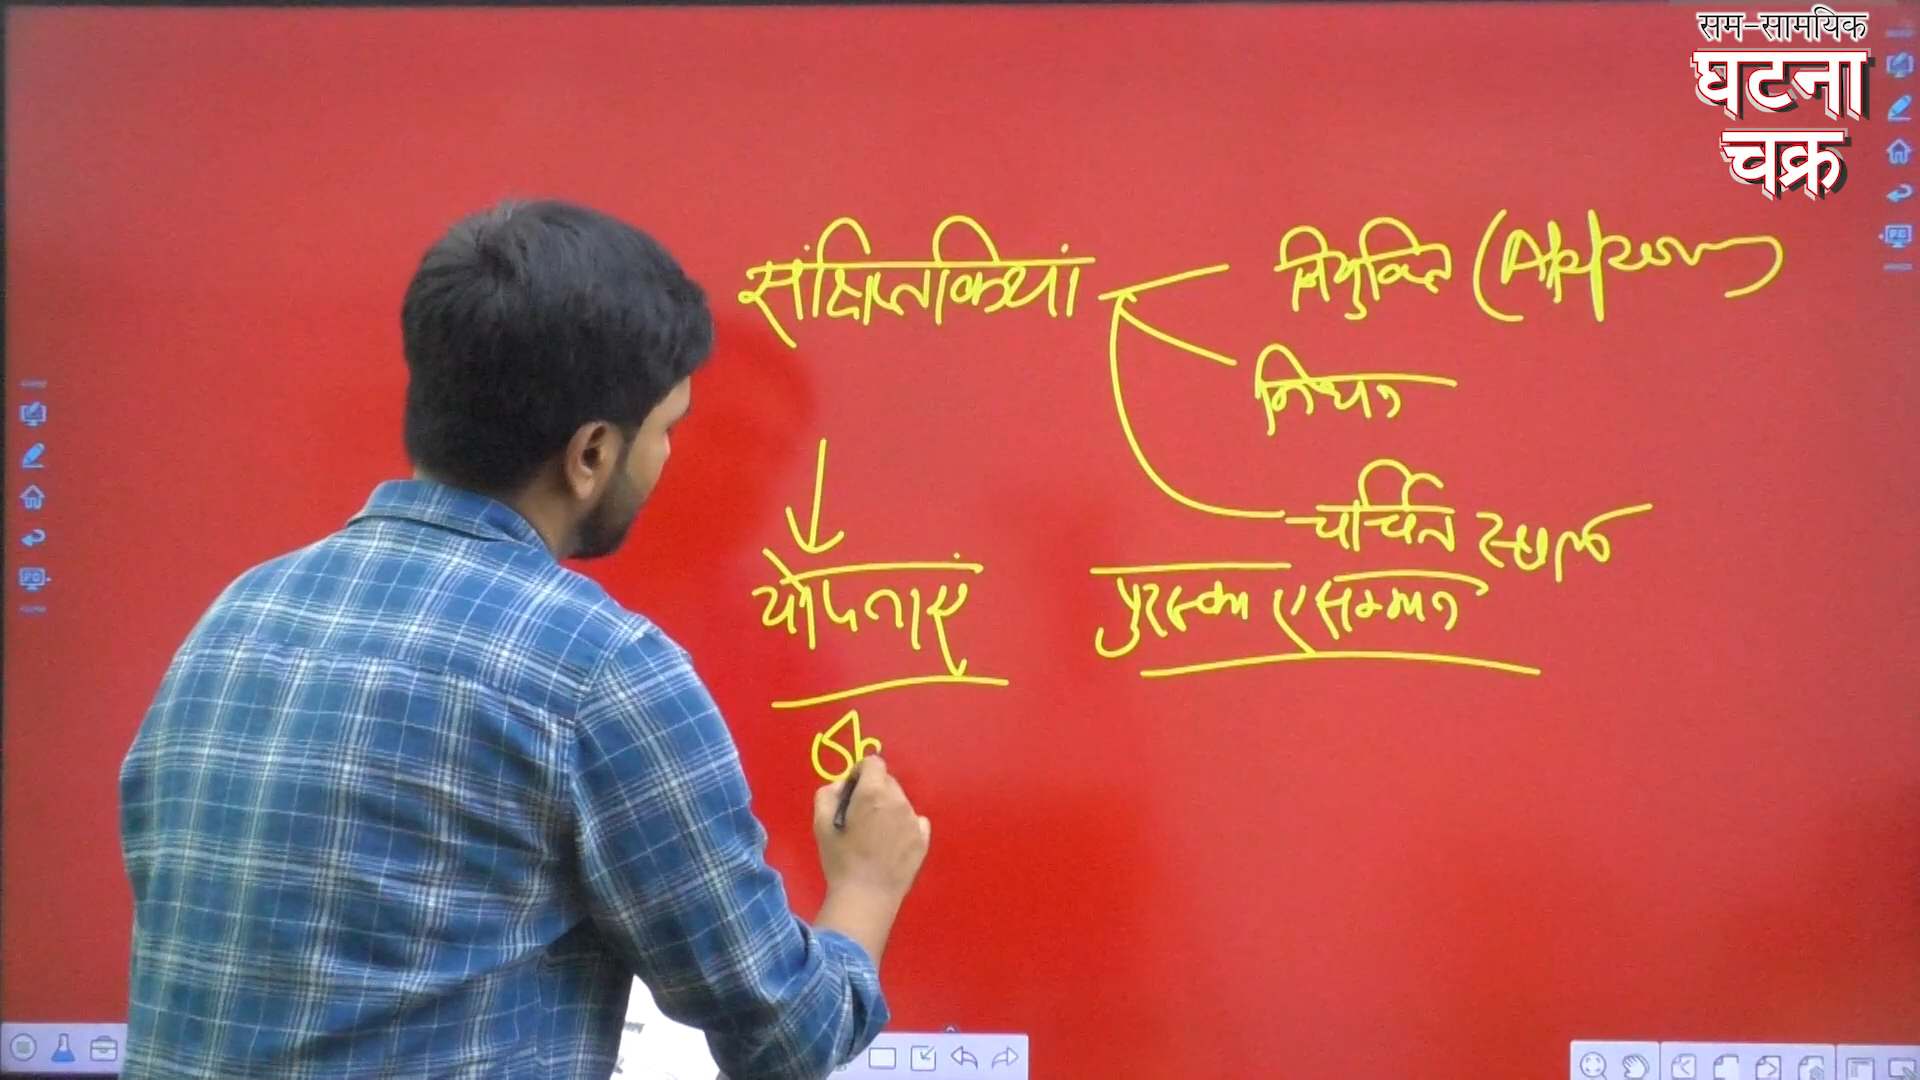 सम-सामयिक
घटना
चक्र
संक्षिप्तकियां
नियुक्ति
निधन
चर्चित स्थल
योजनाएं
पुरस्कार एवं सम्मान